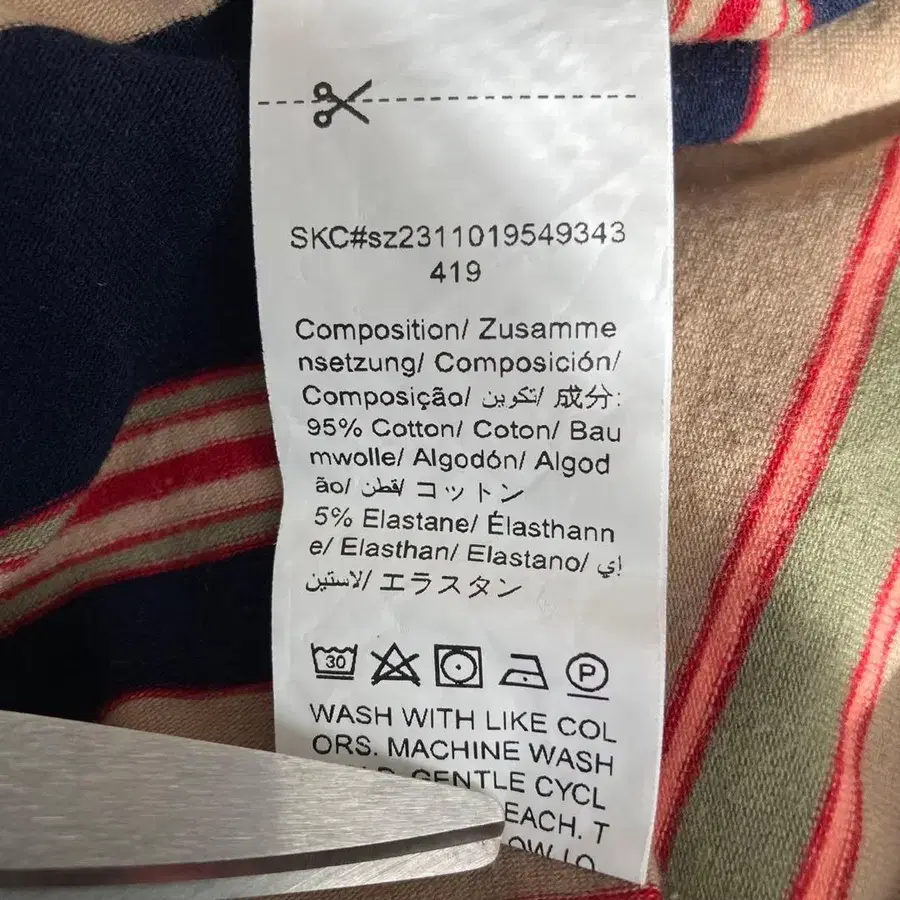 SKC#sz2311019549343
419
Composition/ Zusamme
nsetzung/ Composición/
Composição/ تكوين/ 成分:
95% Cotton/ Coton/ Bau
mwolle/ Algodón/ Algod
ão/ قطن/ コットン
5% Elastane/ Élasthann
e/ Elasthan/ Elastano/ إي
لاستين/ エラスタン
30
P
WASH WITH LIKE COL
ORS. MACHINE WASH
GENTLE CYCL
EACH. T